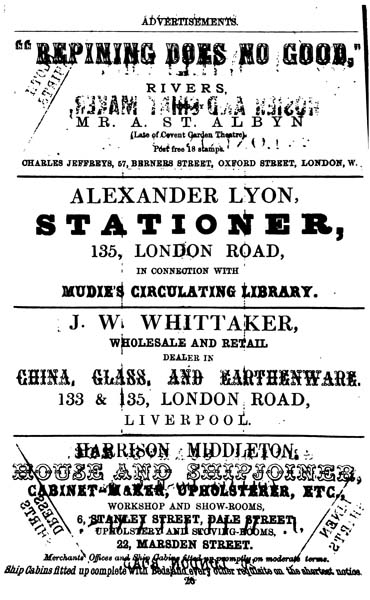 ADVERTISEMENTS.
"REPINING DOES NO GOOD,"
RIVERS,
MR. A. ST. ALBYN
(Late of Covent Garden Theatre).
Post free 18 stamps.
CHARLES JEFFREYS, 57, BERNERS STREET, OXFORD STREET, LONDON, W.
ALEXANDER LYON,
STATIONER,
135, LONDON ROAD,
IN CONNECTION WITH
MUDIE'S CIRCULATING LIBRARY.
J. W. WHITTAKER,
WHOLESALE AND RETAIL
DEALER IN
CHINA, GLASS, AND EARTHENWARE.
133 & 135, LONDON ROAD,
LIVERPOOL.
HARRISON MIDDLETON,
HOUSE AND SHIPJOINER,
CABINET-MAKER, UPHOLSTERER, ETC.,
WORKSHOP AND SHOW-ROOMS,
6, STANLEY STREET, DALE STREET
UPHOLSTERY AND STOVING-ROOMS,
22, MARSDEN STREET.
Merchants' Offices and Ship Cabins fitted up promptly on moderate terms.
Ship Cabins fitted up complete with Beds and every other requisite on the shortest notice.